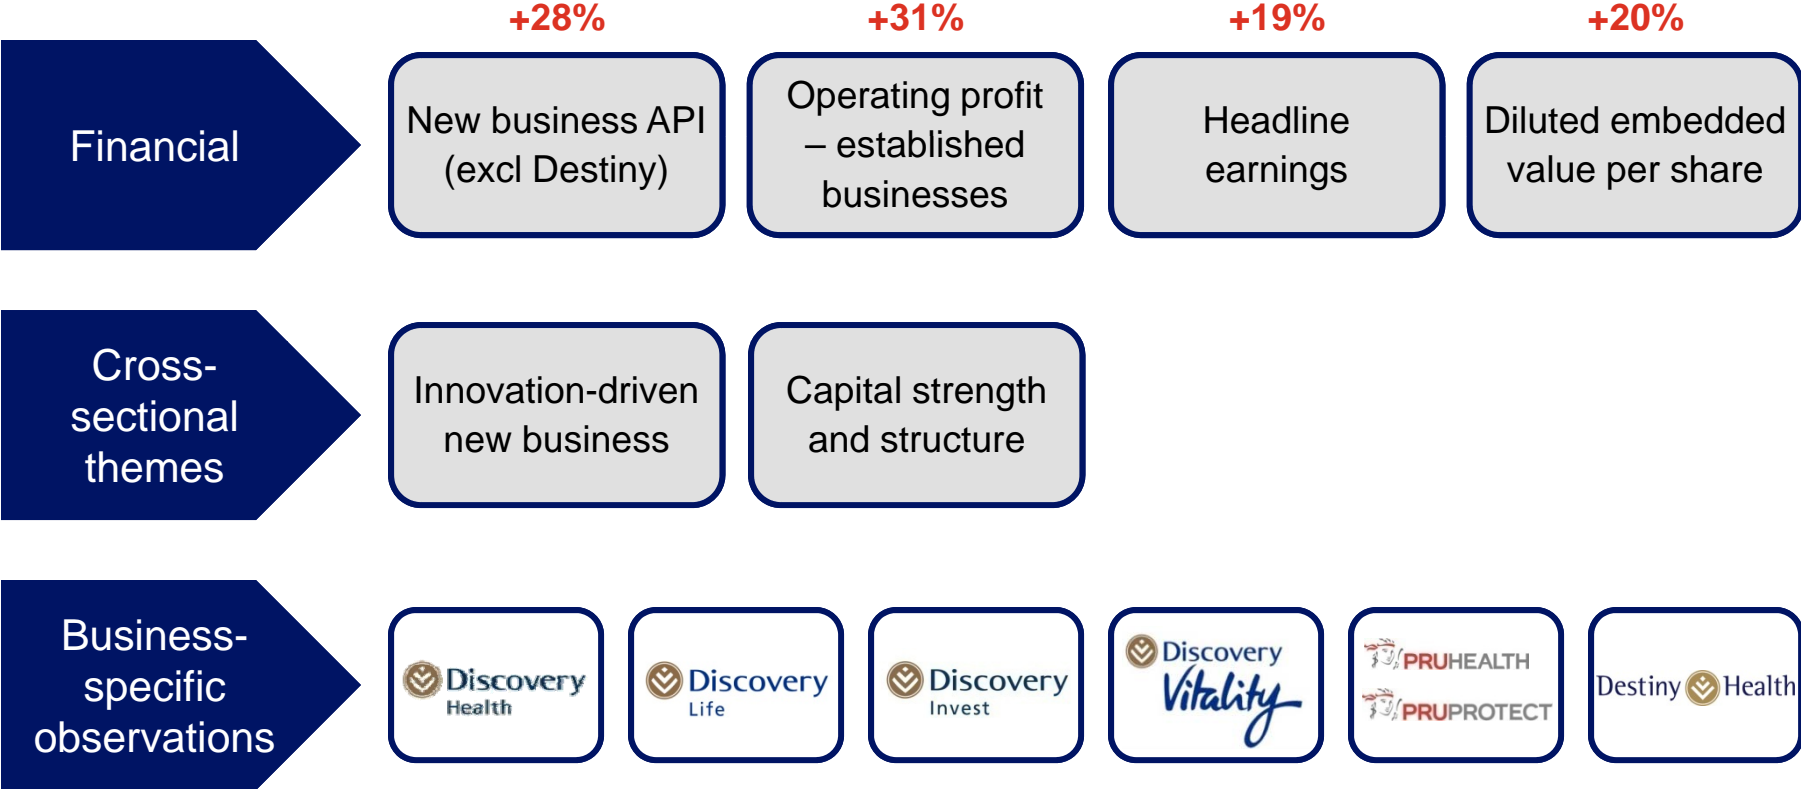 +28%
+31%
+19%
+20%
Financial
New business API
(excl Destiny)
Operating profit
– established
businesses
Headline
earnings
Diluted embedded
value per share
Cross-
sectional
themes
Innovation-driven
new business
Capital strength
and structure
Business-
specific
observations
Discovery
Health
Discovery
Life
Discovery
Invest
Discovery
Vitality
PRUHEALTH
PRUPROTECT
Destiny Health